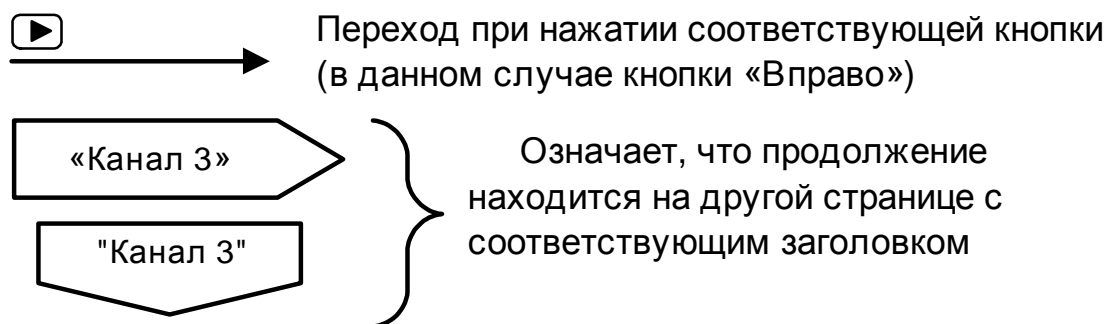 Переход при нажатии соответствующей кнопки
(в данном случае кнопки «Вправо»)
«Канал 3»
"Канал 3"
Означает, что продолжение
находится на другой странице с
соответствующим заголовком